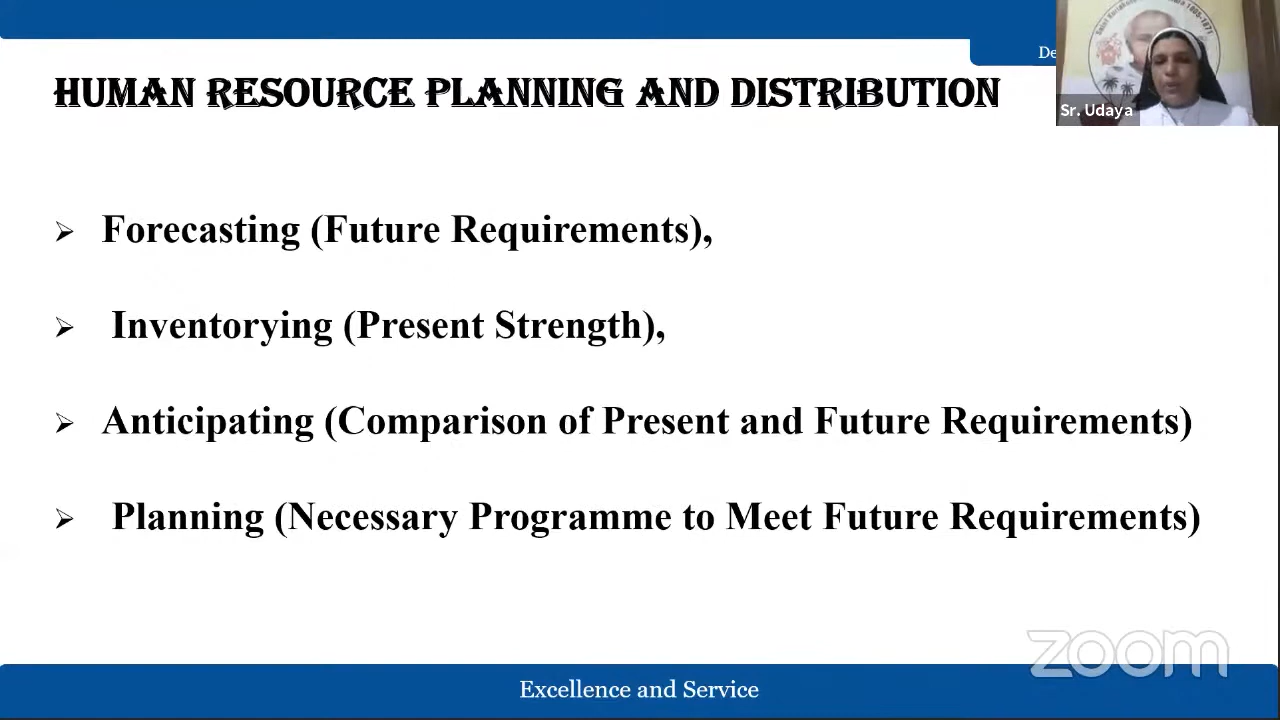 De
HUMAN RESOURCE PLANNING AND DISTRIBUTION
Sr. Udaya
➢ Forecasting (Future Requirements),
➢ Inventorying (Present Strength),
➢ Anticipating (Comparison of Present and Future Requirements)
➢ Planning (Necessary Programme to Meet Future Requirements)
zoom
Excellence and Service